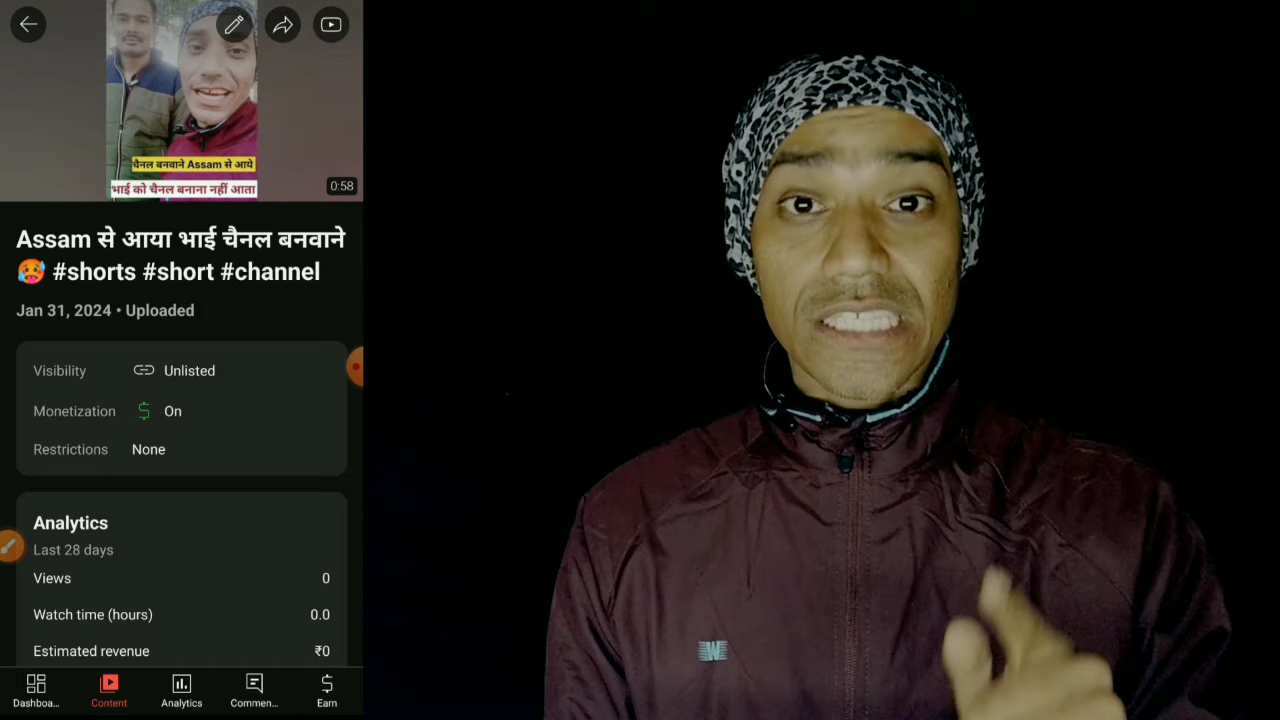 चैनल बनवाने Assam से आये
भाई को चैनल बनाना नहीं आता
0:58
Assam से आया भाई चैनल बनवाने
🥵 #shorts #short #channel
Jan 31, 2024 • Uploaded
Visibility Unlisted
Monetization On
Restrictions None
Analytics
Last 28 days
Views 0
Watch time (hours) 0.0
Estimated revenue ₹0
Dashboa... Content Analytics Commen... Earn
W